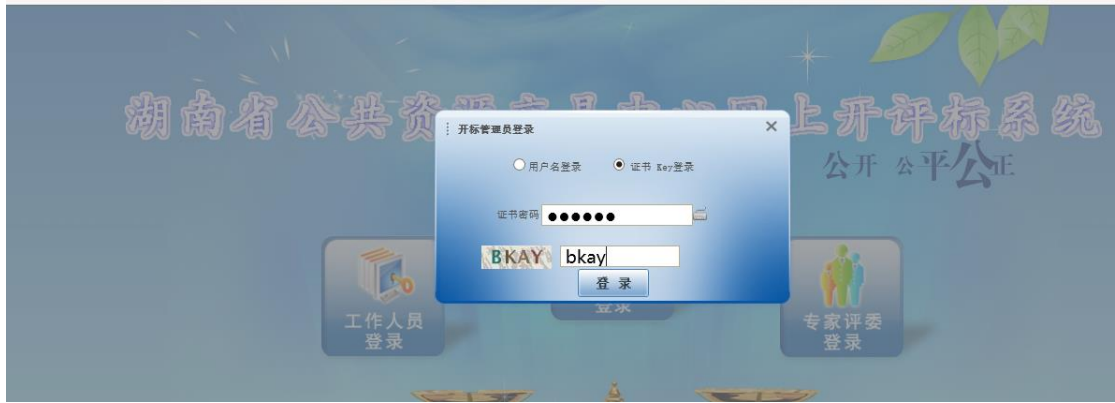 湖南省公共资源交易中心网上开评标系统
公开 公平公正
开标管理员登录
用户名登录
证书 Key登录
证书密码
BKAY
bkay
登 录
工作人员
登录
登录
专家评委
登录